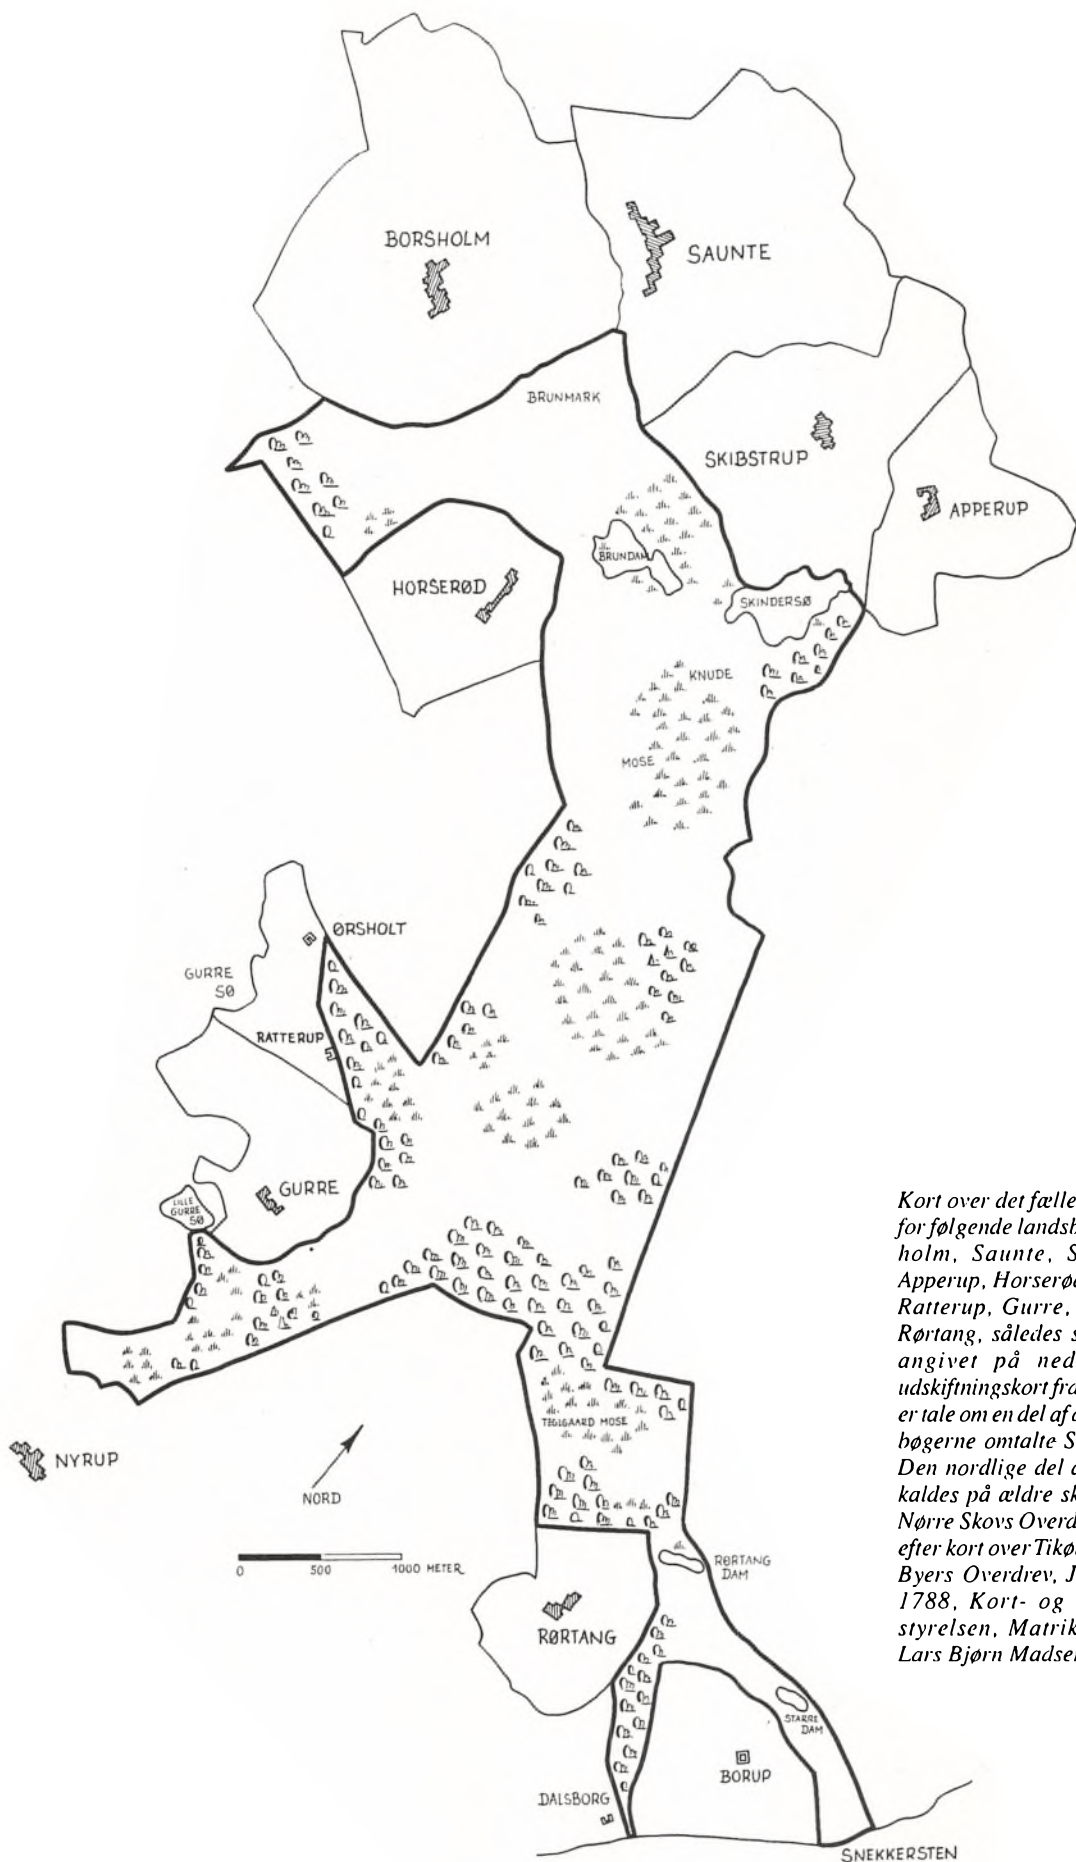 BORSHOLM
SAUNTE
BRUNMARK
SKIBSTRUP
APPERUP
BRUNDAM
HORSERØD
SKINDERSØ
KNUDE
MOSE
ØRSHOLT
GURRE
SØ
RATTERUP
GURRE
LILLE
GURRE
SØ
TEGLGAARD MOSE
NYRUP
NORD
0 500 1000 METER
RØRTANG
DAM
RØRTANG
STARRE
DAM
BORUP
DALSBORG
SNEKKERSTEN
Kort over det fælle
for følgende landsb
holm, Saunte, S
Apperup, Horserød
Ratterup, Gurre,
Rørtang, således s
angivet på ned
udskiftningskort fra
er tale om en del af d
bøgerne omtalte S
Den nordlige del a
kaldes på ældre sk
Nørre Skovs Overd
efter kort over Tikøb
Byers Overdrev, J
1788, Kort- og
styrelsen, Matrik
Lars Bjørn Madsen